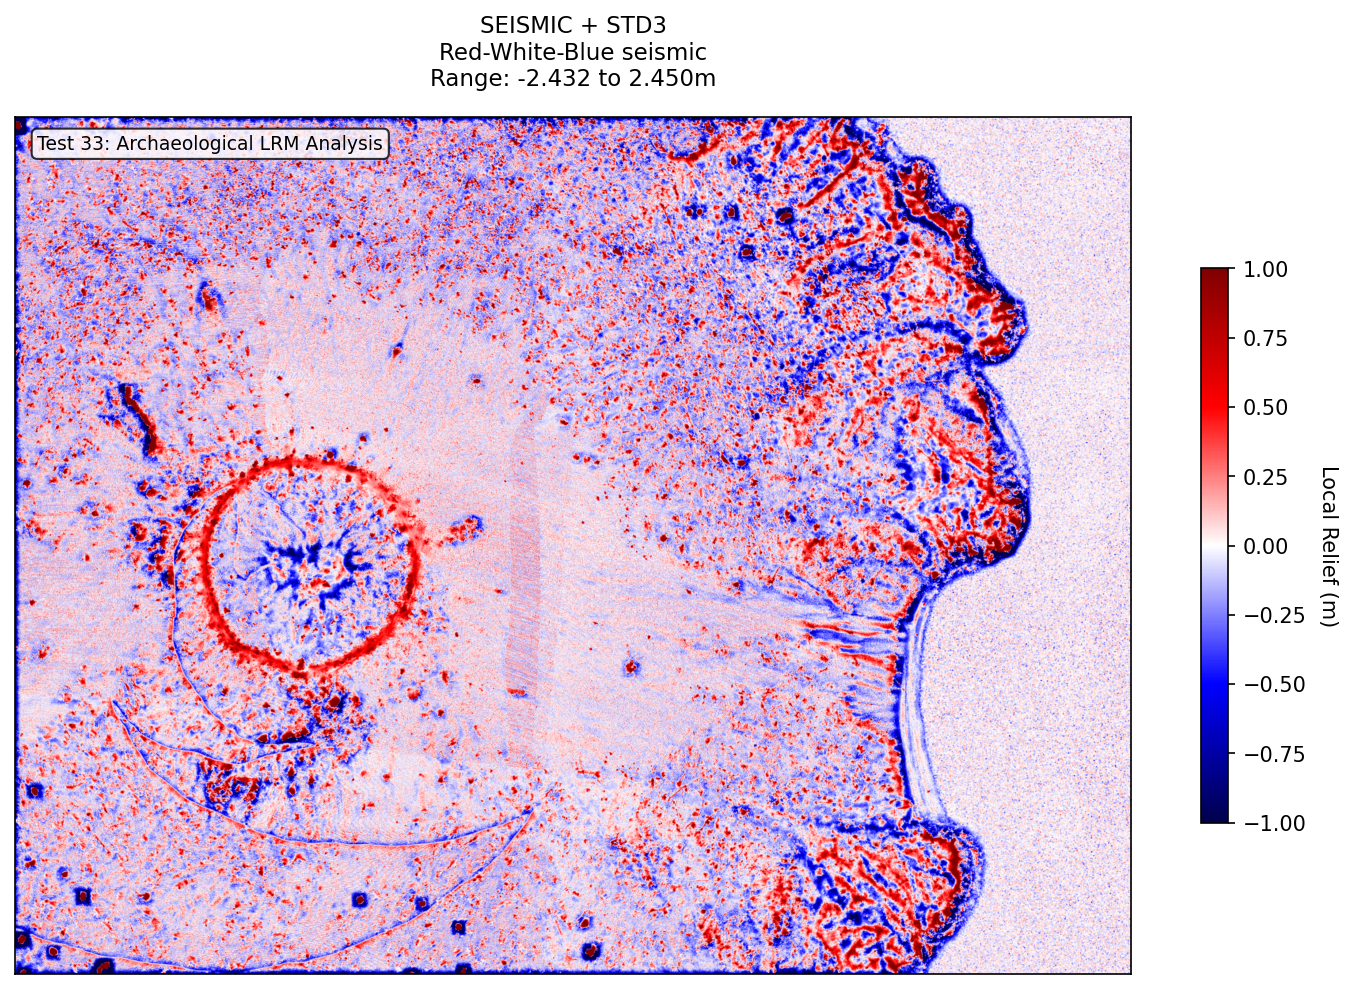 SEISMIC + STD3
Red-White-Blue seismic
Range: -2.432 to 2.450m
Test 33: Archaeological LRM Analysis
1.00
0.75
0.50
0.25
0.00
−0.25
−0.50
−0.75
−1.00
Local Relief (m)